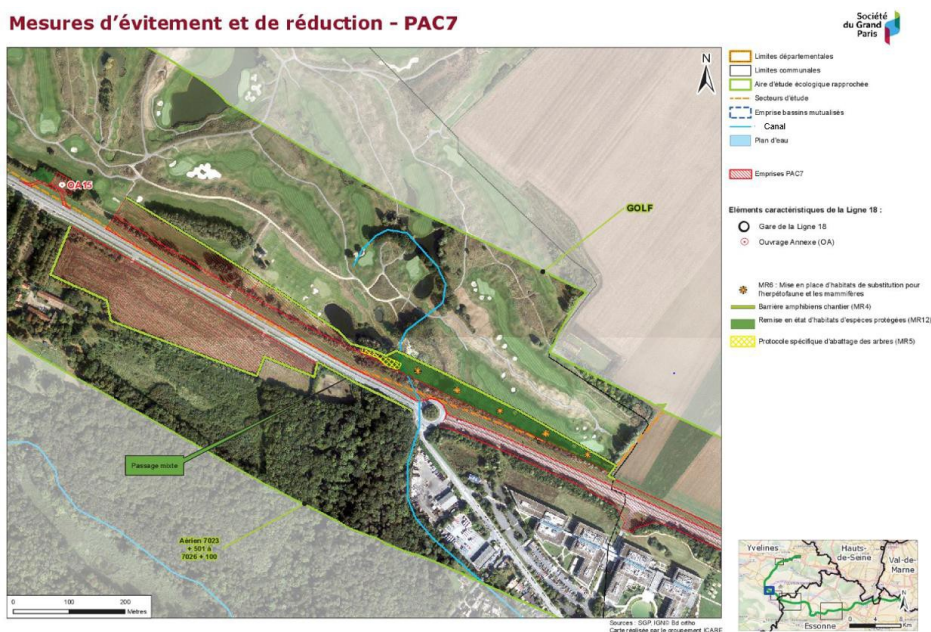 Mesures d'évitement et de réduction - PAC7
Société
du Grand
Paris
N
OA15
GOLF
Passage mixte
Aérien 7023
+ 501 à
7026 + 100
0 100 200
Mètres
Limites départementales
Limites communales
Aire d'étude écologique rapprochée
Secteurs d'étude
Emprise bassins mutualisés
Canal
Plan d'eau
Emprises PAC7
Eléments caractéristiques de la Ligne 18 :
Gare de la Ligne 18
Ouvrage Annexe (OA)
MR6 : Mise en place d'habitats de substitution pour
l'herpétofaune et les mammifères
Barrière amphibiens chantier (MR4)
Remise en état d'habitats d'espèces protégées (MR12)
Protocole spécifique d'abattage des arbres (MR5)
Yvelines
Hauts-
de-Seine
Val-de-
Marne
Essonne
N
0 4 8
Km
Sources : SGP, IGN® Bd ortho
Carte réalisée par le groupement ICARE